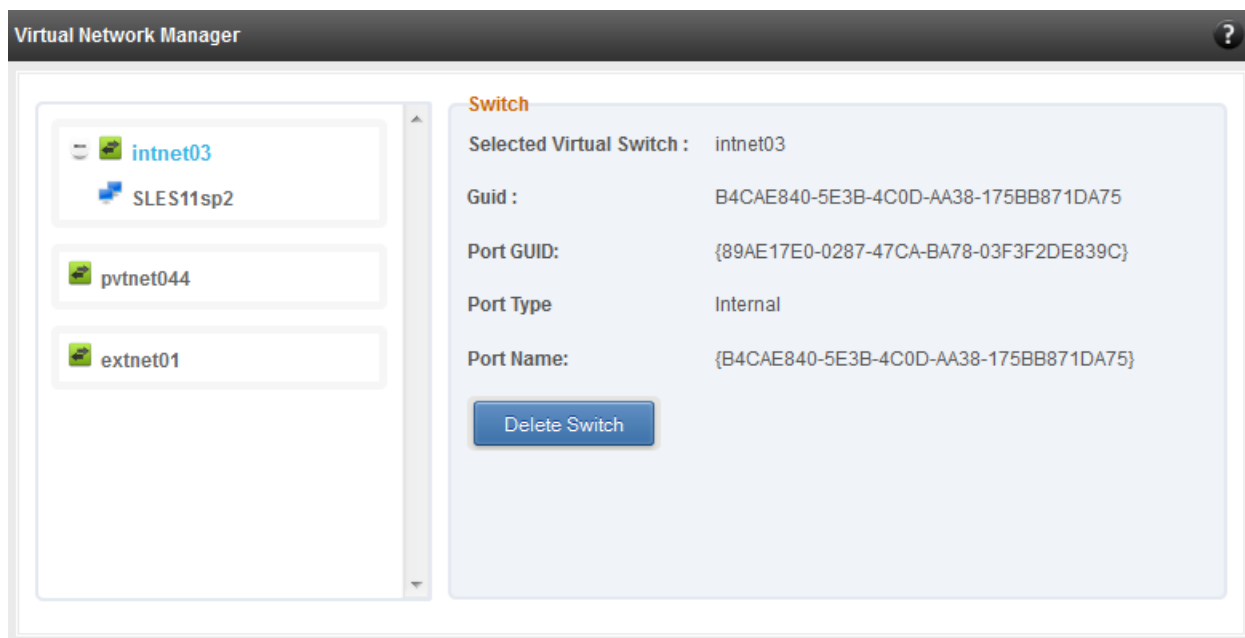 Virtual Network Manager
?
intnet03
SLES11sp2
pvtnet044
extnet01
Switch
Selected Virtual Switch : intnet03
Guid : B4CAE840-5E3B-4C0D-AA38-175BB871DA75
Port GUID: {89AE17E0-0287-47CA-BA78-03F3F2DE839C}
Port Type Internal
Port Name: {B4CAE840-5E3B-4C0D-AA38-175BB871DA75}
Delete Switch